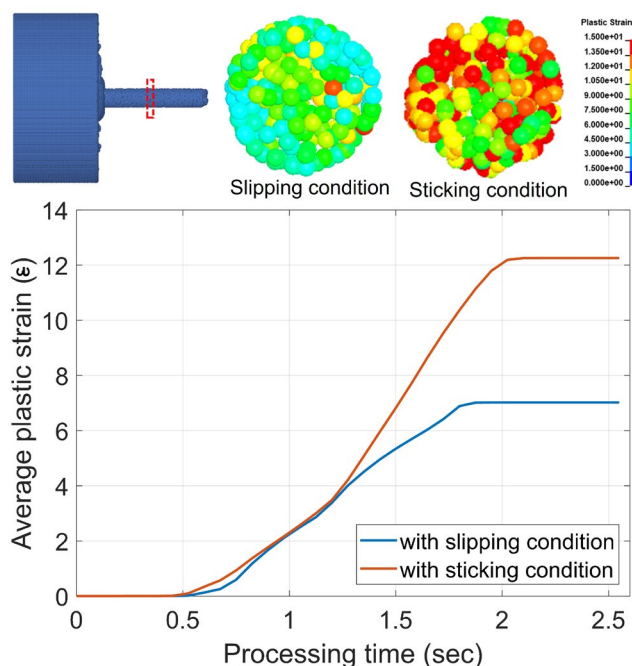 Plastic Strain
1.500e+01
1.350e+01
1.200e+01
1.050e+01
9.000e+00
7.500e+00
6.000e+00
4.500e+00
3.000e+00
1.500e+00
0.000e+00
Slipping condition
Sticking condition
14
12
10
8
6
4
2
0
Average plastic strain (ε)
with slipping condition
with sticking condition
0 0.5 1 1.5 2 2.5
Processing time (sec)